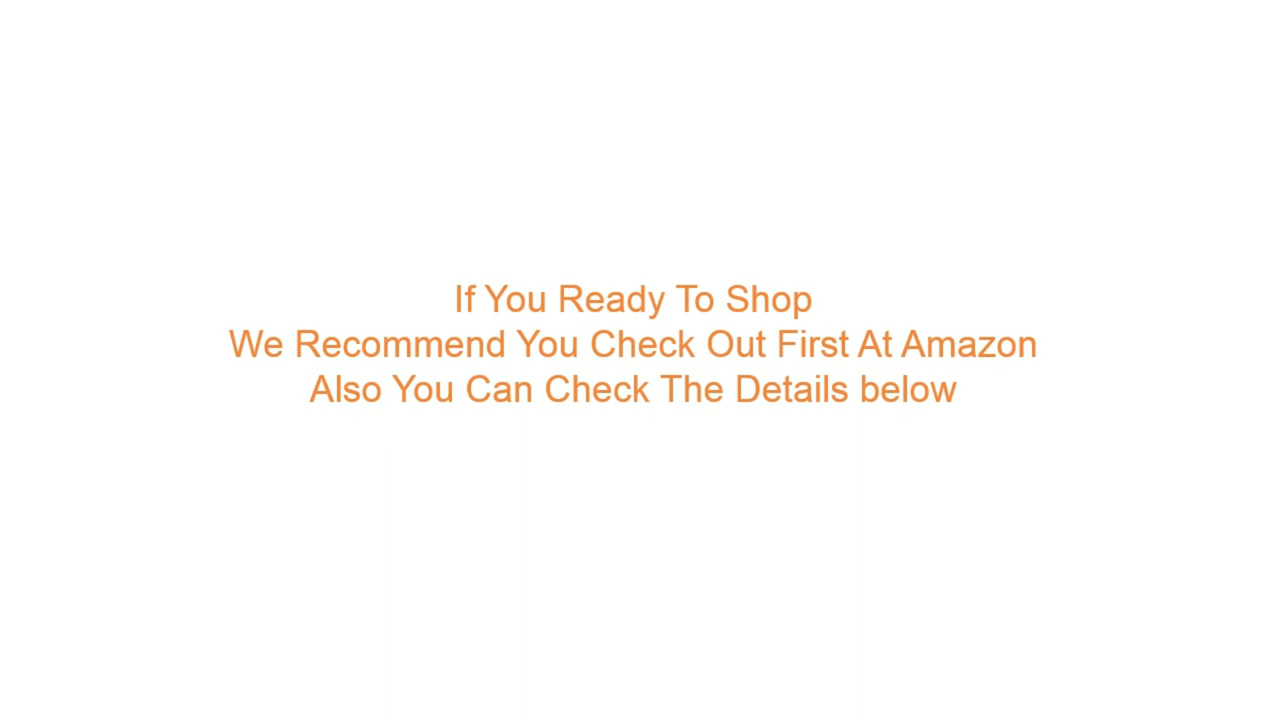 If You Ready To Shop
We Recommend You Check Out First At Amazon
Also You Can Check The Details below